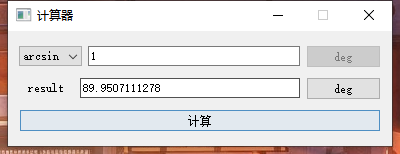 计算器
arcsin 1 deg
result 89.9507111278 deg
计算